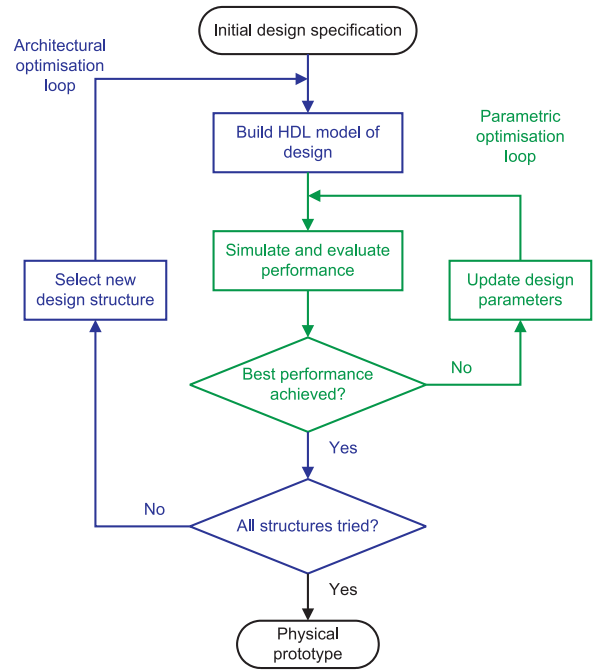 Initial design specification
Architectural
optimisation
loop
Build HDL model of
design
Parametric
optimisation
loop
Simulate and evaluate
performance
Select new
design structure
Update design
parameters
Best performance
achieved?
No
Yes
No
All structures tried?
Yes
Physical
prototype